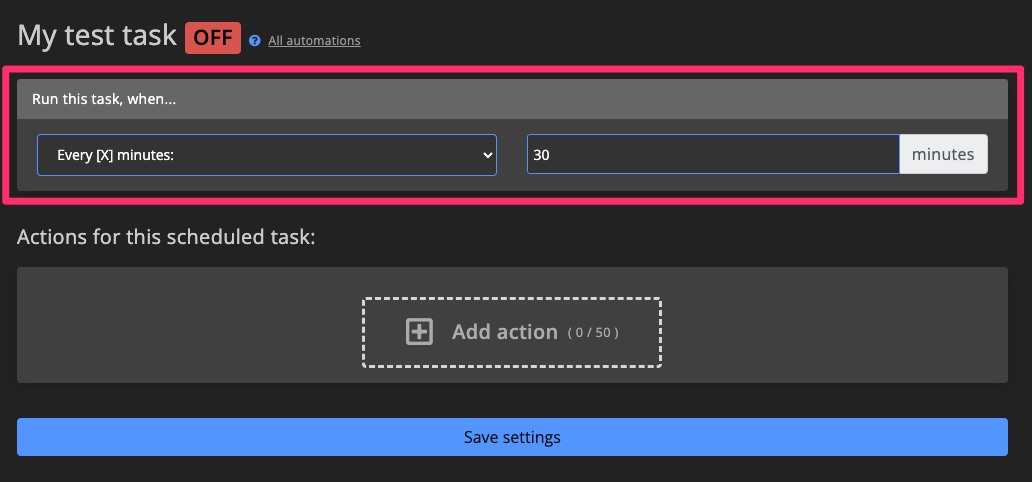 My test task OFF ? All automations
Run this task, when...
Every [X] minutes: 30 minutes
Actions for this scheduled task:
Add action ( 0 / 50 )
Save settings